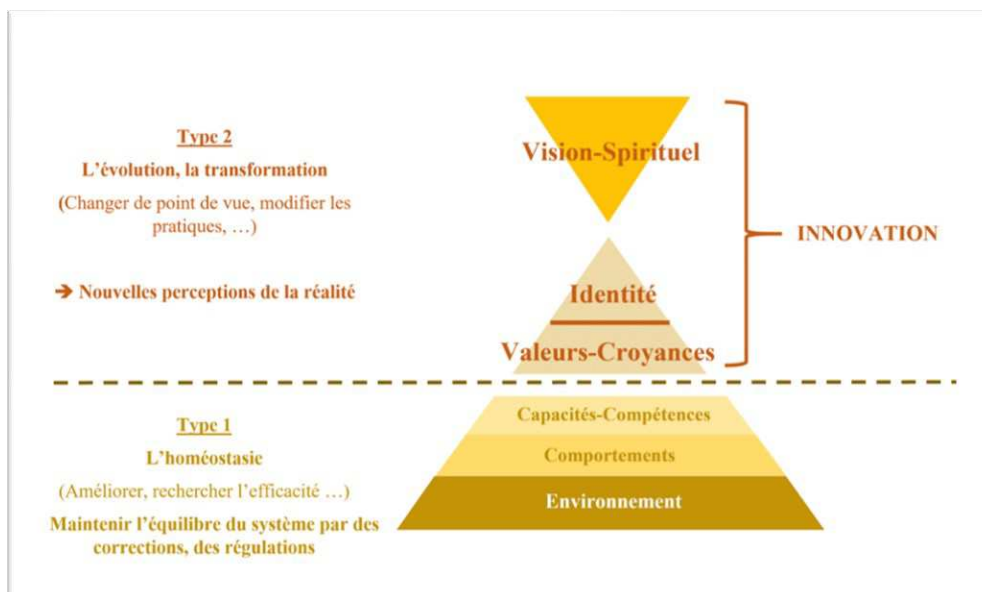 Type 2
L'évolution, la transformation
(Changer de point de vue, modifier les
pratiques, …)
➔ Nouvelles perceptions de la réalité
Vision-Spirituel
Identité
Valeurs-Croyances
INNOVATION
Type 1
L'homéostasie
(Améliorer, rechercher l'efficacité …)
Maintenir l'équilibre du système par des
corrections, des régulations
Capacités-Compétences
Comportements
Environnement